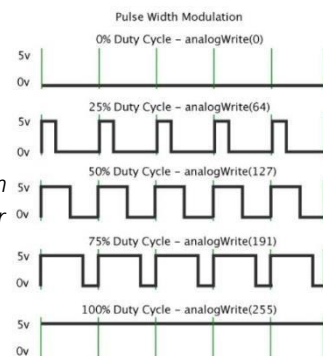 Pulse Width Modulation
0% Duty Cycle – analogWrite(0)
5v
0v
25% Duty Cycle – analogWrite(64)
5v
0v
50% Duty Cycle – analogWrite(127)
5v
0v
75% Duty Cycle – analogWrite(191)
5v
0v
100% Duty Cycle – analogWrite(255)
5v
0v